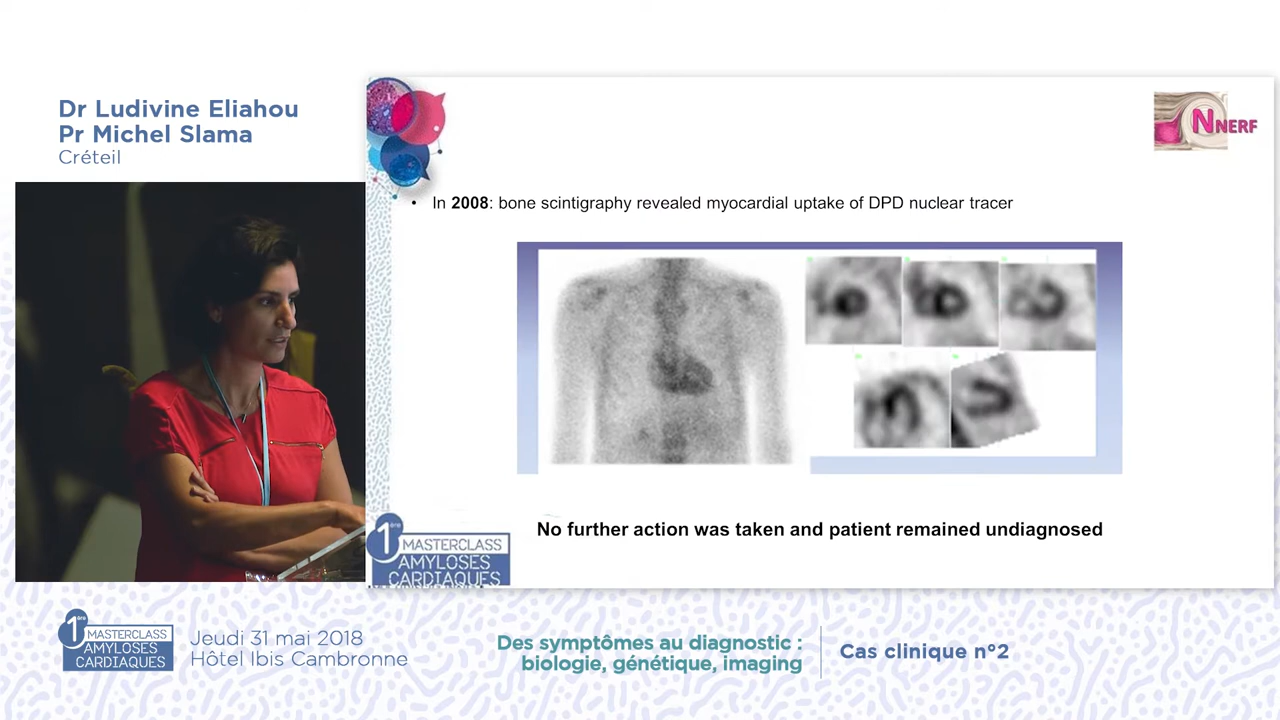 Dr Ludivine Eliahou
Pr Michel Slama
Créteil
NNERF
• In 2008: bone scintigraphy revealed myocardial uptake of DPD nuclear tracer
No further action was taken and patient remained undiagnosed
1ère
MASTERCLASS
AMYLOSES
CARDIAQUES
1ère
MASTERCLASS
AMYLOSES
CARDIAQUES
Jeudi 31 mai 2018
Hôtel Ibis Cambronne
Des symptômes au diagnostic :
biologie, génétique, imaging
Cas clinique n°2